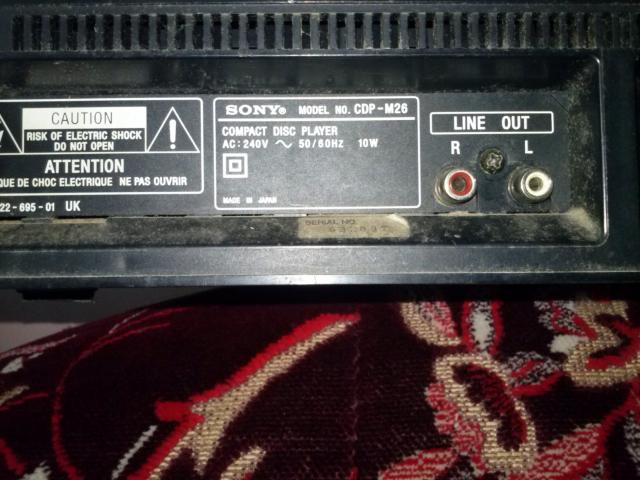 CAUTION
RISK OF ELECTRIC SHOCK
DO NOT OPEN
ATTENTION
QUE DE CHOC ELECTRIQUE NE PAS OUVRIR
22-695-01 UK
SONY® MODEL NO. CDP-M26
COMPACT DISC PLAYER
AC: 240V ~ 50/60Hz 10W
MADE IN JAPAN
LINE OUT
R L
SERIAL NO.